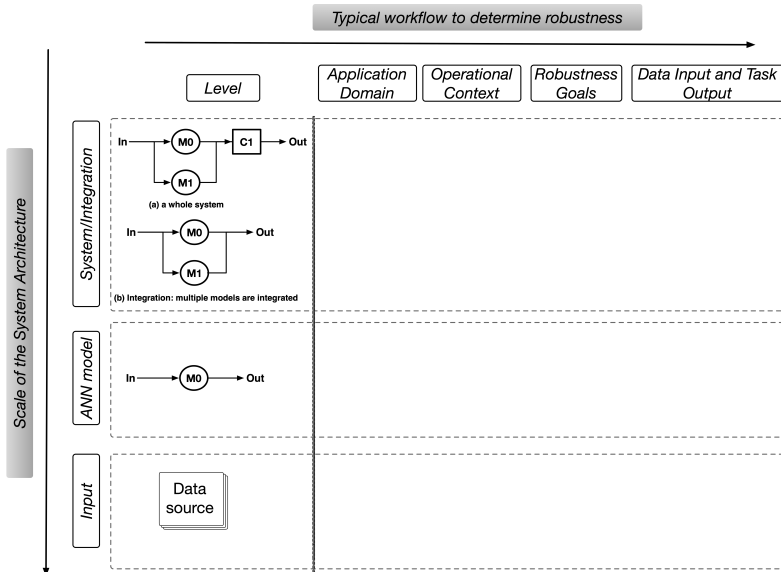 Typical workflow to determine robustness
Level
Application
Domain
Operational
Context
Robustness
Goals
Data Input and Task
Output
Scale of the System Architecture
System/Integration
In
M0
C1
Out
M1
(a) a whole system
In
M0
Out
M1
(b) Integration: multiple models are integrated
ANN model
In
M0
Out
Input
Data
source